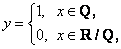 y = { 1, x ∈ Q,
0, x ∈ R / Q,